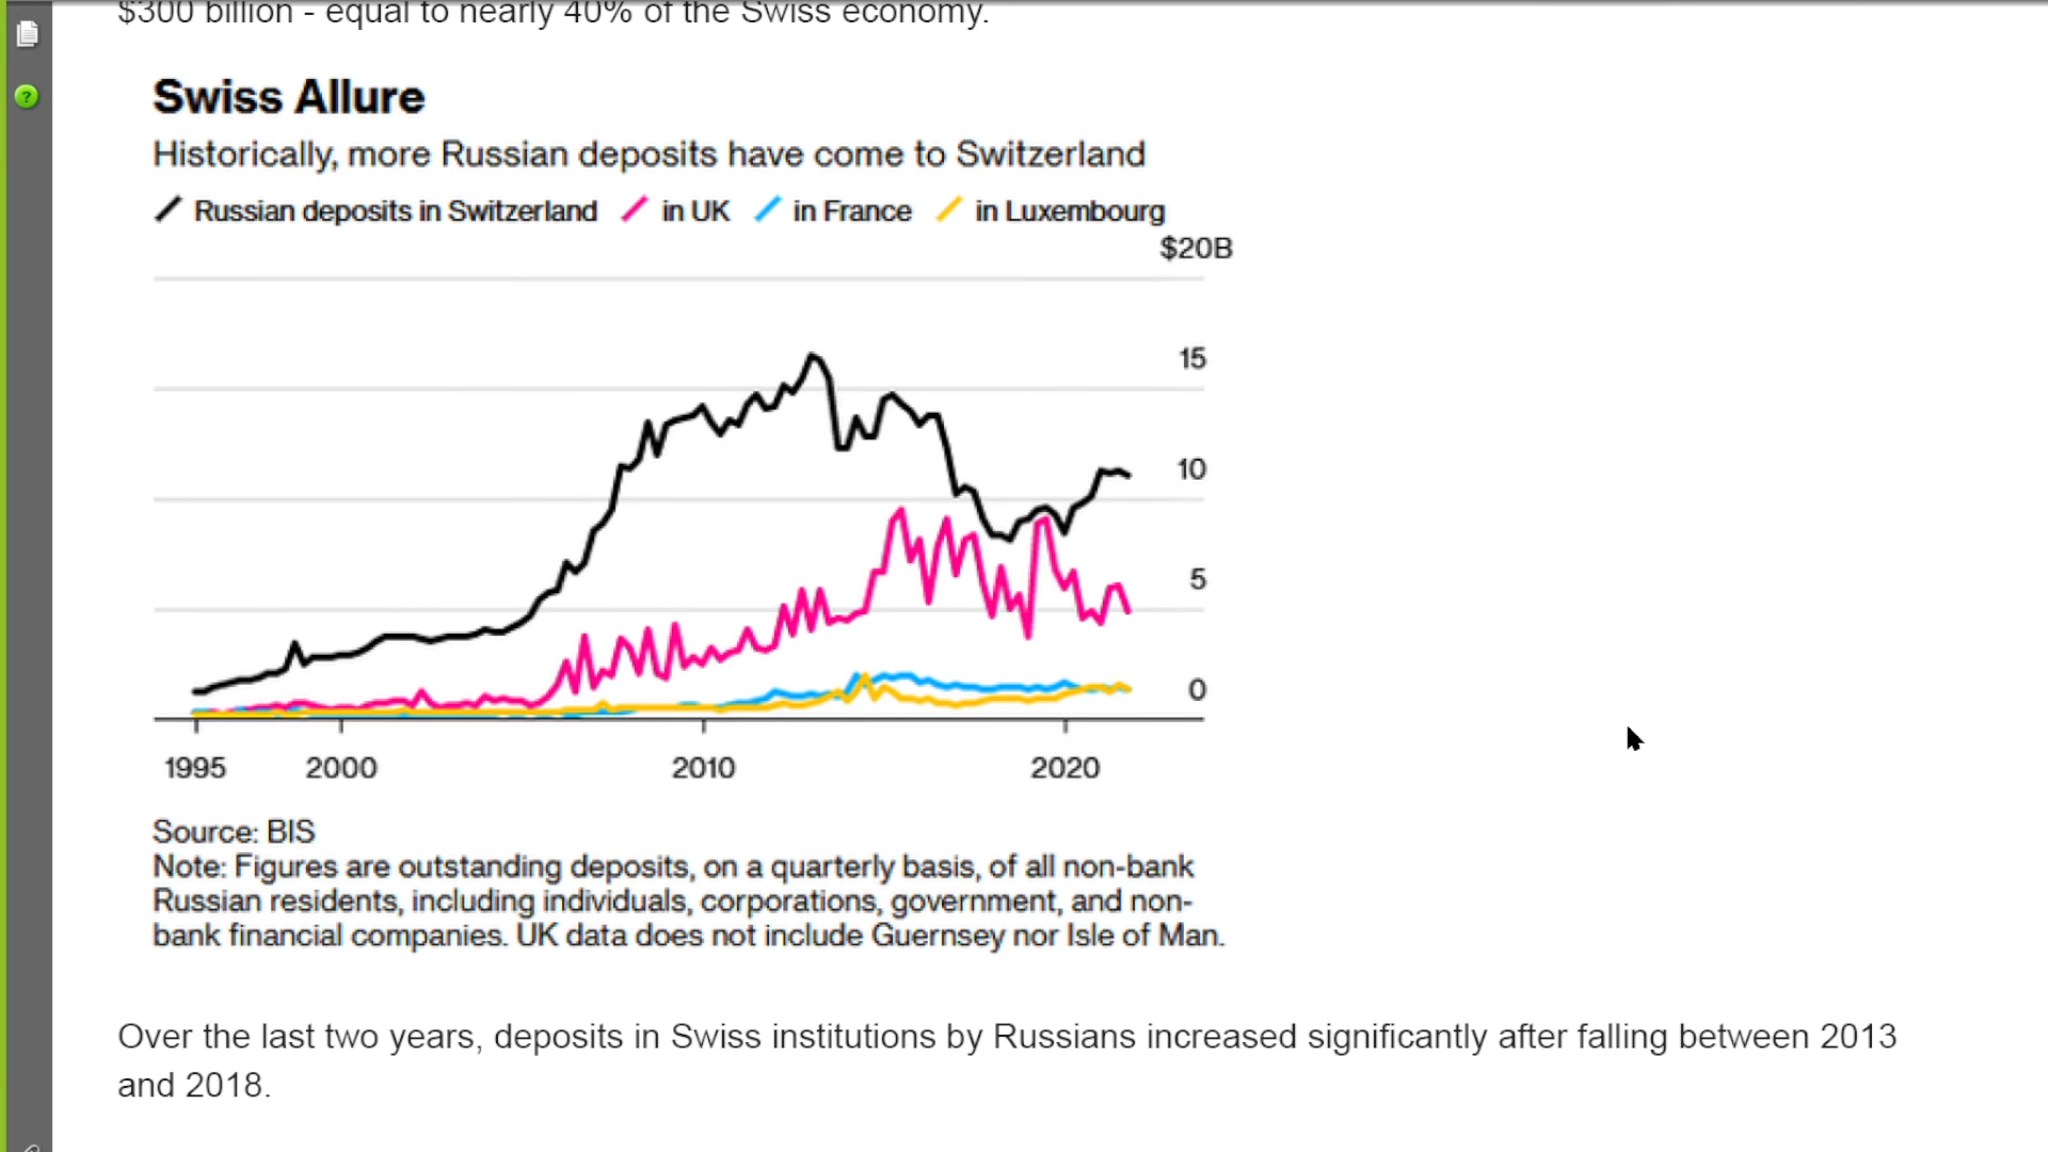 $300 billion - equal to nearly 40% of the Swiss economy.
Swiss Allure
Historically, more Russian deposits have come to Switzerland
Russian deposits in Switzerland in UK in France in Luxembourg
$20B
15
10
5
0
1995 2000 2010 2020
Source: BIS
Note: Figures are outstanding deposits, on a quarterly basis, of all non-bank
Russian residents, including individuals, corporations, government, and non-
bank financial companies. UK data does not include Guernsey nor Isle of Man.
Over the last two years, deposits in Swiss institutions by Russians increased significantly after falling between 2013
and 2018.